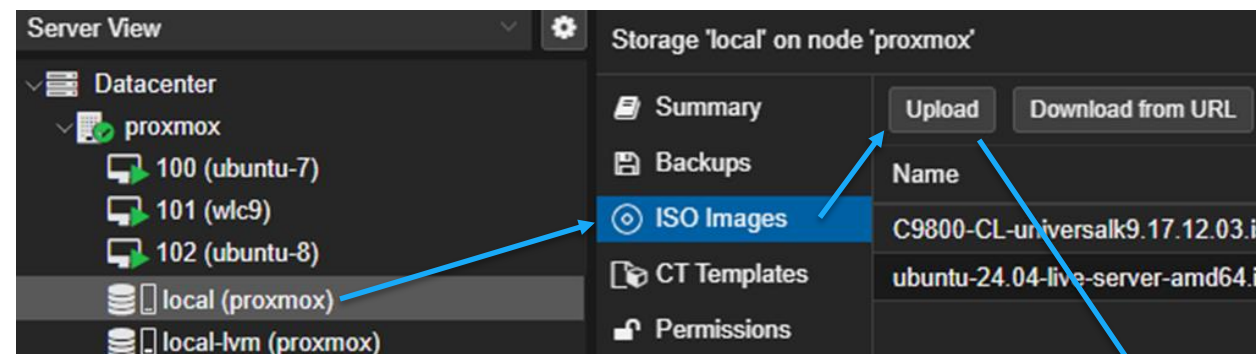 Server View
Datacenter
proxmox
100 (ubuntu-7)
101 (wlc9)
102 (ubuntu-8)
local (proxmox)
local-lvm (proxmox)
Storage 'local' on node 'proxmox'
Summary
Backups
ISO Images
CT Templates
Permissions
Upload
Download from URL
Name
C9800-CL-universalk9.17.12.03.i
ubuntu-24.04-live-server-amd64.i